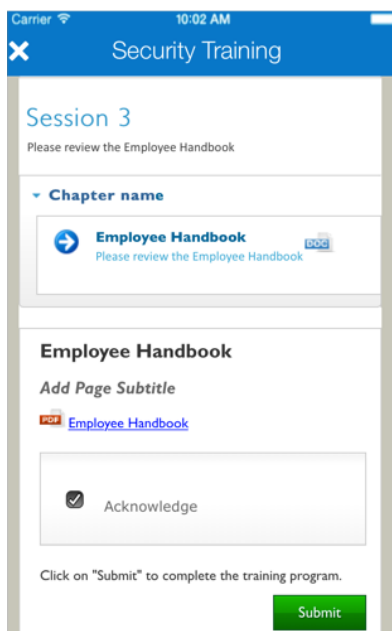 Carrier 10:02 AM
Security Training
Session 3
Please review the Employee Handbook
Chapter name
Employee Handbook
DOC
Please review the Employee Handbook
Employee Handbook
Add Page Subtitle
PDF Employee Handbook
Acknowledge
Click on "Submit" to complete the training program.
Submit